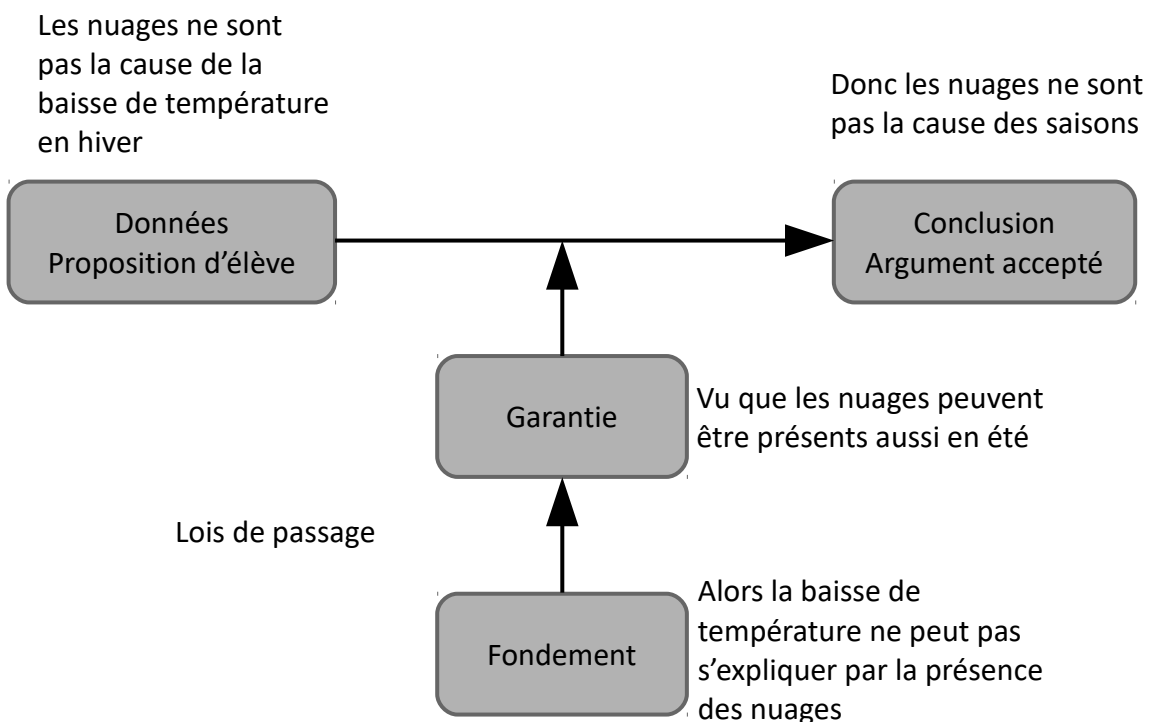 Les nuages ne sont
pas la cause de la
baisse de température
en hiver
Donc les nuages ne sont
pas la cause des saisons
Données
Proposition d’élève
Conclusion
Argument accepté
Garantie
Vu que les nuages peuvent
être présents aussi en été
Lois de passage
Fondement
Alors la baisse de
température ne peut pas
s’expliquer par la présence
des nuages